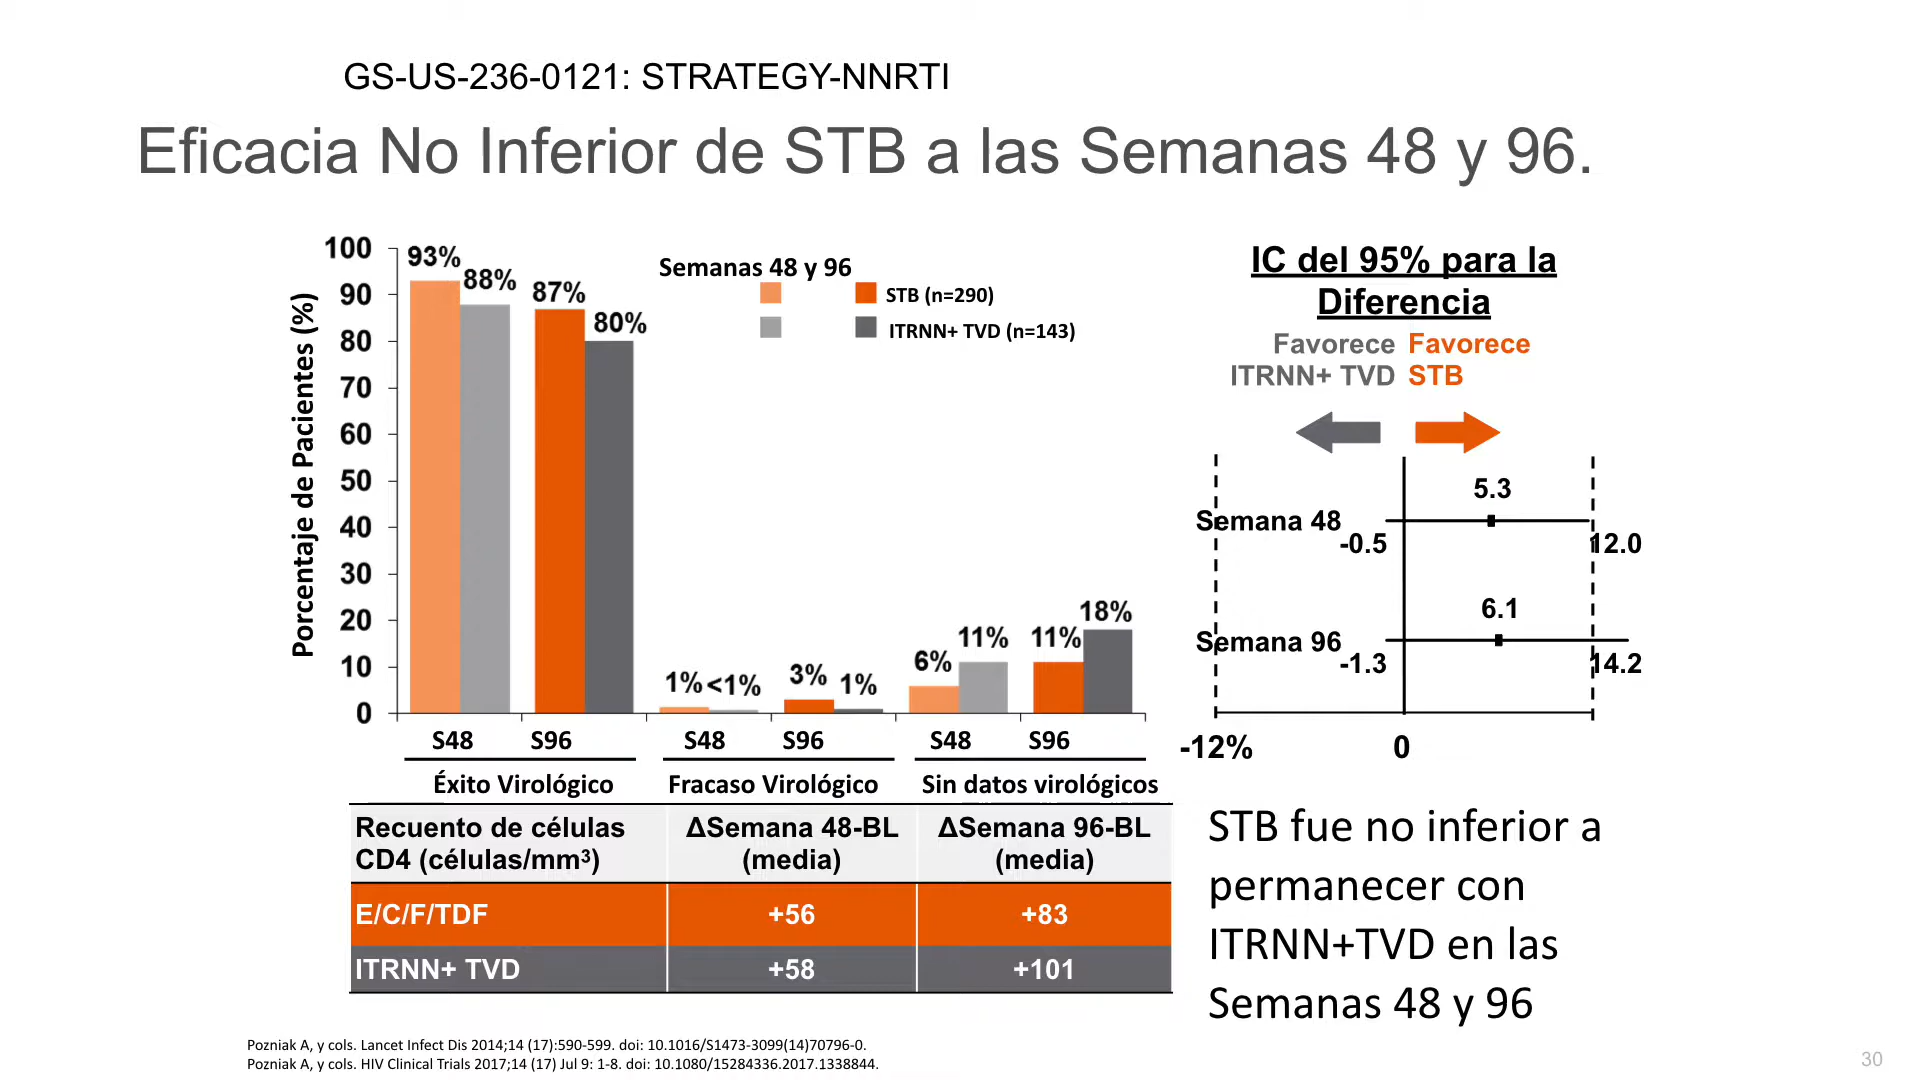 GS-US-236-0121: STRATEGY-NNRTI
Eficacia No Inferior de STB a las Semanas 48 y 96.
Porcentaje de Pacientes (%)
100
90
80
70
60
50
40
30
20
10
0
93%
88%
87%
80%
1%
<1%
3%
1%
6%
11%
11%
18%
Semanas 48 y 96
STB (n=290)
ITRNN+ TVD (n=143)
S48
S96
S48
S96
S48
S96
Éxito Virológico
Fracaso Virológico
Sin datos virológicos
IC del 95% para la
Diferencia
Favorece
ITRNN+ TVD
Favorece
STB
5.3
Semana 48
-0.5
12.0
6.1
Semana 96
-1.3
14.2
-12%
0
Recuento de células
CD4 (células/mm³)
ΔSemana 48-BL
(media)
ΔSemana 96-BL
(media)
E/C/F/TDF
+56
+83
ITRNN+ TVD
+58
+101
STB fue no inferior a
permanecer con
ITRNN+TVD en las
Semanas 48 y 96
Pozniak A, y cols. Lancet Infect Dis 2014;14 (17):590-599. doi: 10.1016/S1473-3099(14)70796-0.
Pozniak A, y cols. HIV Clinical Trials 2017;14 (17) Jul 9: 1-8. doi: 10.1080/15284336.2017.1338844.
30